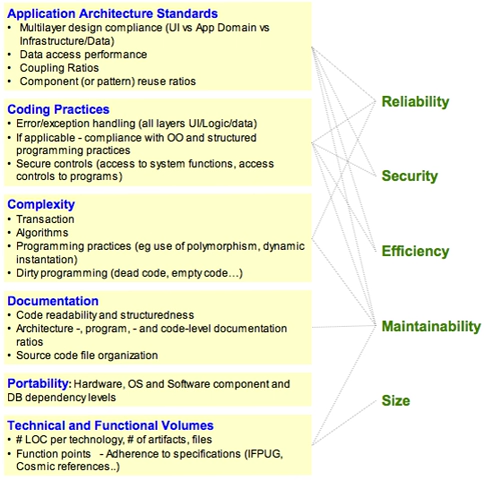 Application Architecture Standards
• Multilayer design compliance (UI vs App Domain vs
Infrastructure/Data)
• Data access performance
• Coupling Ratios
• Component (or pattern) reuse ratios
Coding Practices
• Error/exception handling (all layers UI/Logic/data)
• If applicable - compliance with OO and structured
programming practices
• Secure controls (access to system functions, access
controls to programs)
Complexity
• Transaction
• Algorithms
• Programming practices (eg use of polymorphism, dynamic
instantation)
• Dirty programming (dead code, empty code…)
Documentation
• Code readability and structuredness
• Architecture -, program, - and code-level documentation
ratios
• Source code file organization
Portability: Hardware, OS and Software component and
DB dependency levels
Technical and Functional Volumes
• # LOC per technology, # of artifacts, files
• Function points - Adherence to specifications (IFPUG,
Cosmic references..)
Reliability
Security
Efficiency
Maintainability
Size